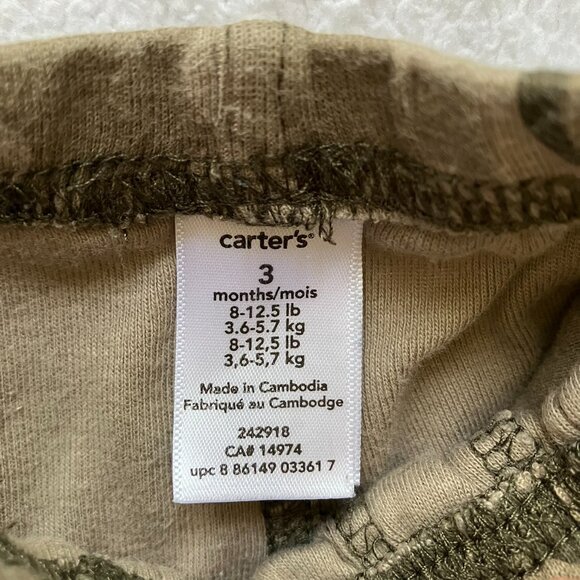 carter's®
3
months/mois
8-12.5 lb
3.6-5.7 kg
8-12,5 lb
3,6-5,7 kg
Made in Cambodia
Fabriqué au Cambodge
242918
CA# 14974
upc 8 86149 03361 7